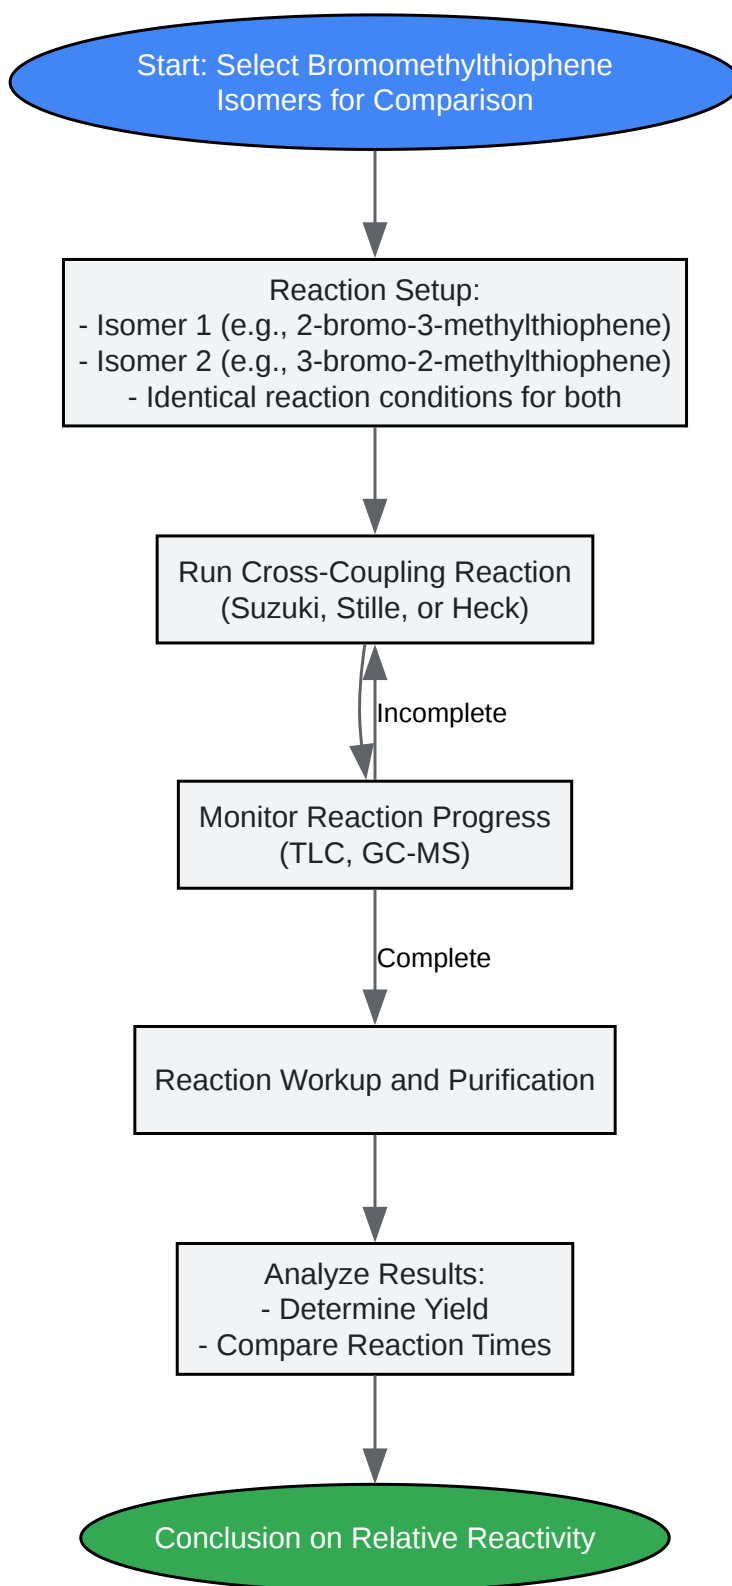 Start: Select Bromomethylthiophene
Isomers for Comparison
Reaction Setup:
- Isomer 1 (e.g., 2-bromo-3-methylthiophene)
- Isomer 2 (e.g., 3-bromo-2-methylthiophene)
- Identical reaction conditions for both
Run Cross-Coupling Reaction
(Suzuki, Stille, or Heck)
Incomplete
Monitor Reaction Progress
(TLC, GC-MS)
Complete
Reaction Workup and Purification
Analyze Results:
- Determine Yield
- Compare Reaction Times
Conclusion on Relative Reactivity